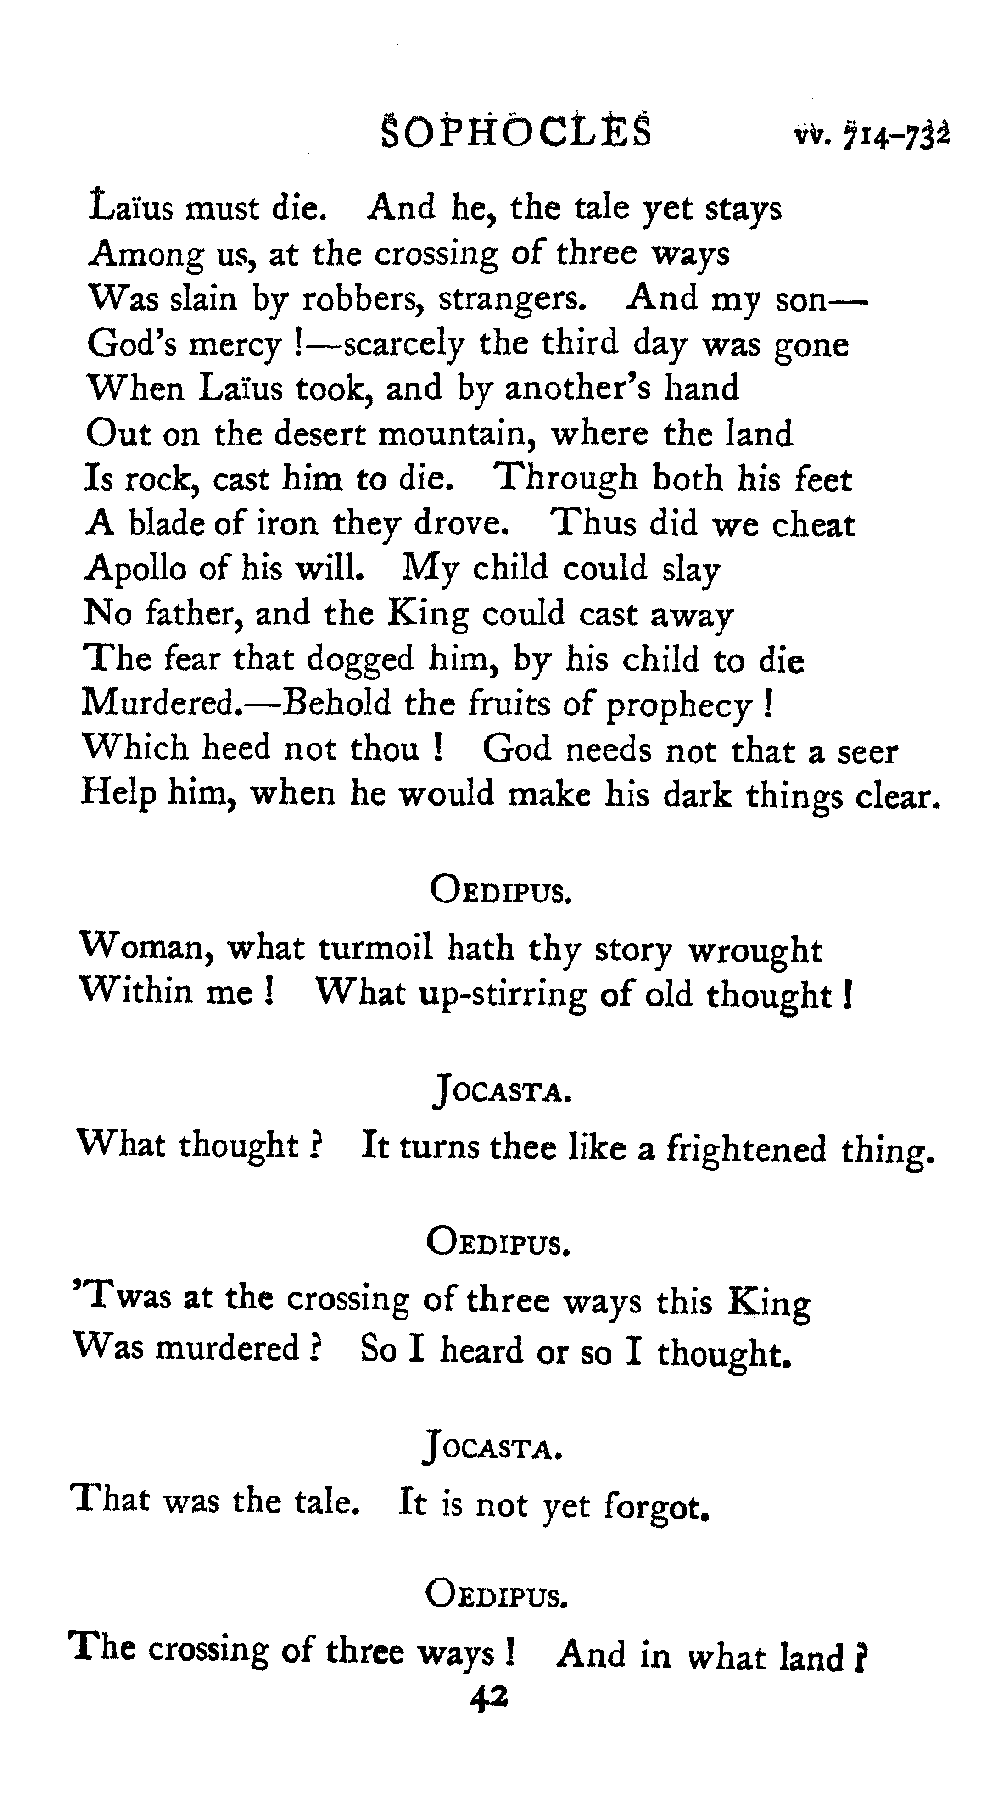 SOPHOCLES vv. 714–732
Laïus must die. And he, the tale yet stays
Among us, at the crossing of three ways
Was slain by robbers, strangers. And my son—
God's mercy !—scarcely the third day was gone
When Laïus took, and by another's hand
Out on the desert mountain, where the land
Is rock, cast him to die. Through both his feet
A blade of iron they drove. Thus did we cheat
Apollo of his will. My child could slay
No father, and the King could cast away
The fear that dogged him, by his child to die
Murdered.—Behold the fruits of prophecy !
Which heed not thou ! God needs not that a seer
Help him, when he would make his dark things clear.
OEDIPUS.
Woman, what turmoil hath thy story wrought
Within me ! What up-stirring of old thought !
JOCASTA.
What thought ? It turns thee like a frightened thing.
OEDIPUS.
'Twas at the crossing of three ways this King
Was murdered ? So I heard or so I thought.
JOCASTA.
That was the tale. It is not yet forgot.
OEDIPUS.
The crossing of three ways ! And in what land ?
42